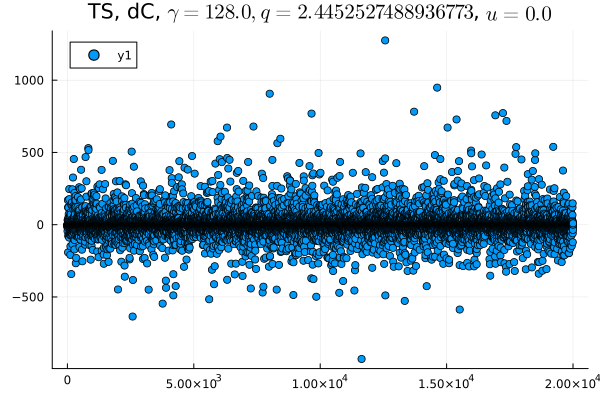 TS, dC, γ = 128.0, q = 2.4452527488936773, u = 0.0
y1
1000
500
0
−500
0 5.00×10³ 1.00×10⁴ 1.50×10⁴ 2.00×10⁴